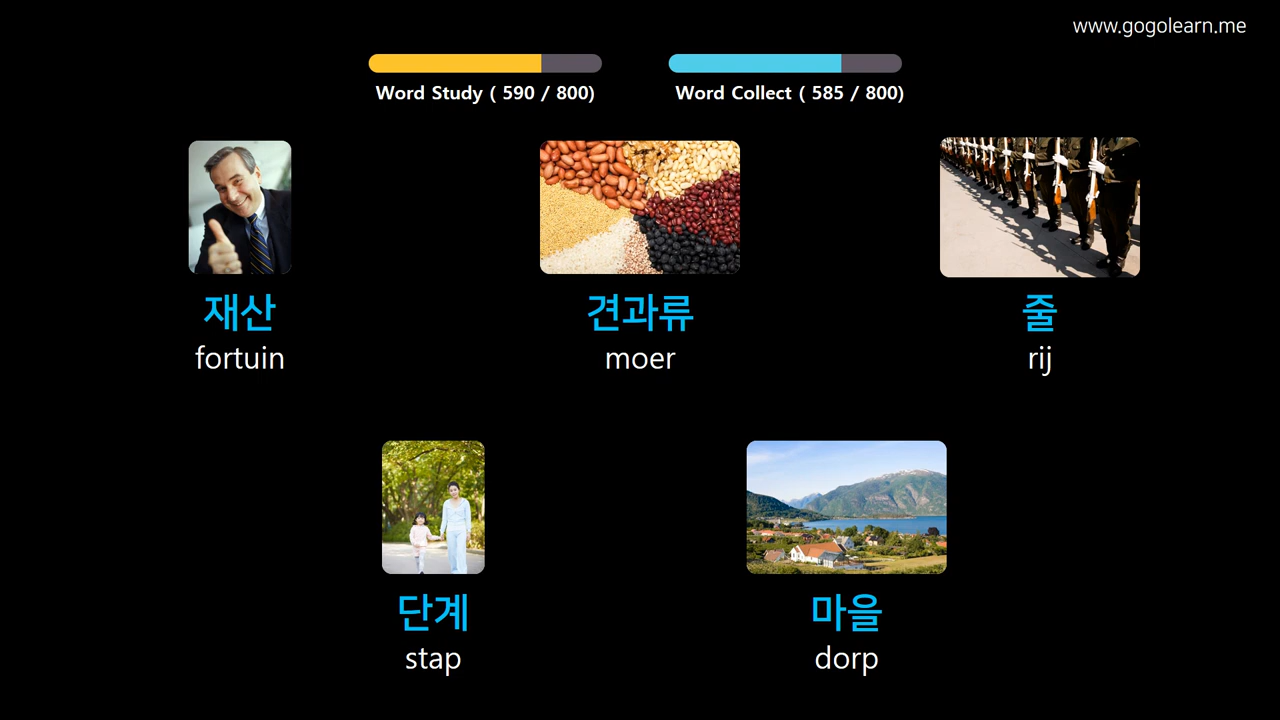 www.gogolearn.me
Word Study ( 590 / 800)
Word Collect ( 585 / 800)
재산
fortuin
견과류
moer
줄
rij
단계
stap
마을
dorp